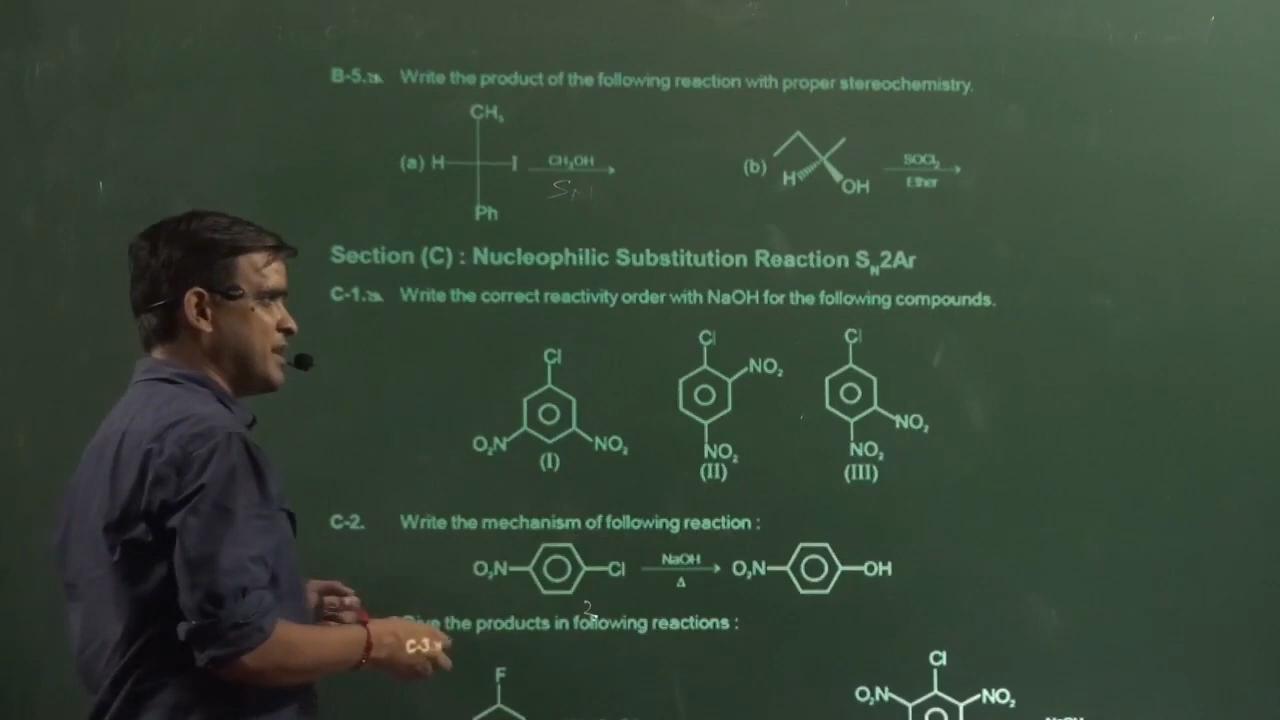 B-5. Write the product of the following reaction with proper stereochemistry.
CH₃
(a) H I CH₃OH
Ph
(b) H OH SOCl₂
Ether
Section (C) : Nucleophilic Substitution Reaction SN2Ar
C-1. Write the correct reactivity order with NaOH for the following compounds.
Cl Cl Cl
NO₂
O₂N NO₂ NO₂ NO₂ NO₂
(I) (II) (III)
C-2. Write the mechanism of following reaction :
O₂N Cl NaOH Δ O₂N OH
C-3. the products in following reactions :
F Cl
O₂N NO₂
NaOH